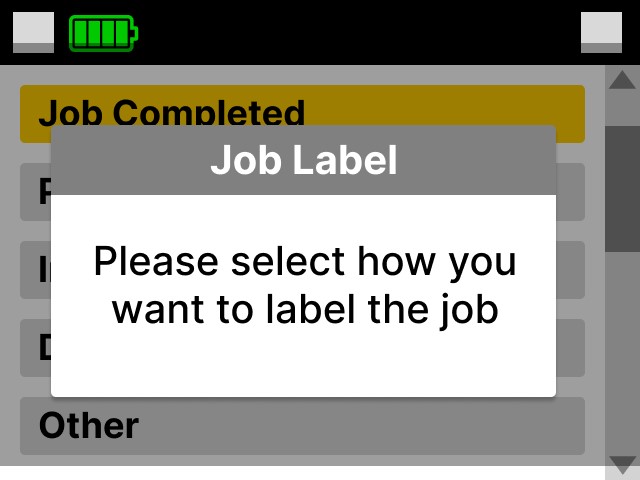 Job Completed
Job Label
Please select how you
want to label the job
Other